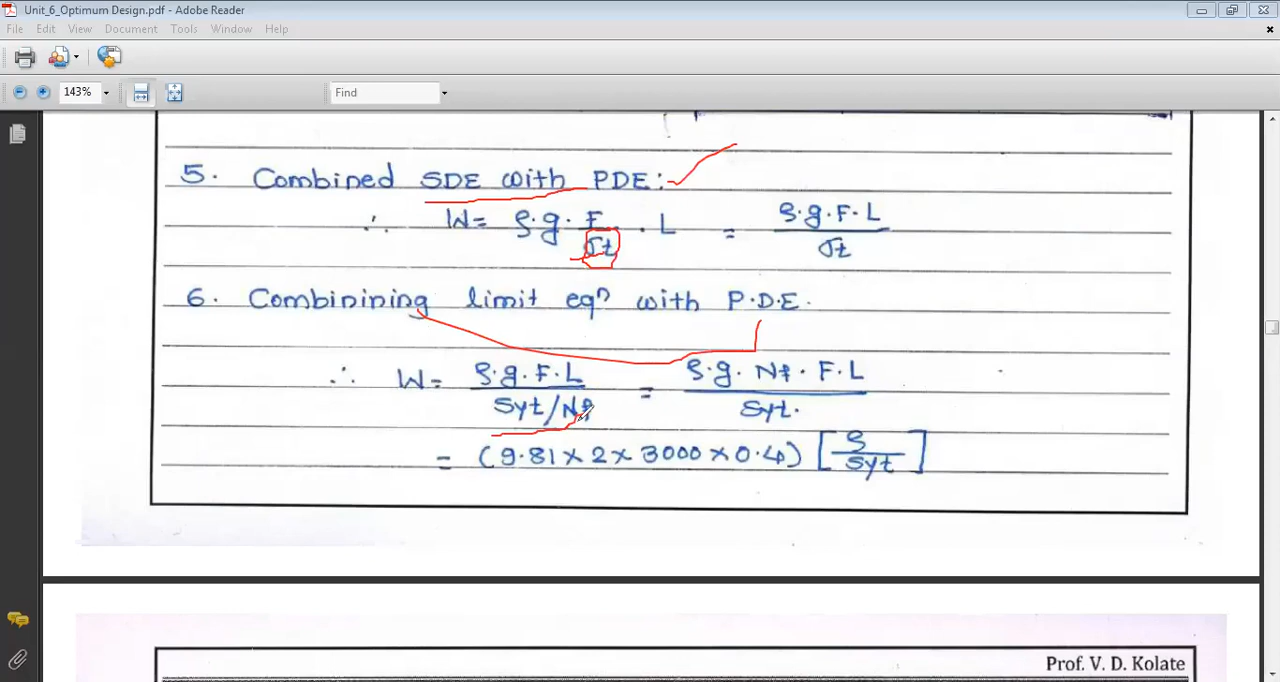 Unit_6_Optimum Design.pdf - Adobe Reader
File Edit View Document Tools Window Help
143% Find
5. Combined SDE with PDE:-
∴ W = ρ.g. F/σt . L = ρ.g.F.L/σt
6. Combinining limit eqn with P.D.E.
∴ W = ρ.g.F.L / Syt/Nf = ρ.g. Nf. F.L / Syt.
= (9.81 x 2 x 3000 x 0.4) [ρ/Syt]
Prof. V. D. Kolate